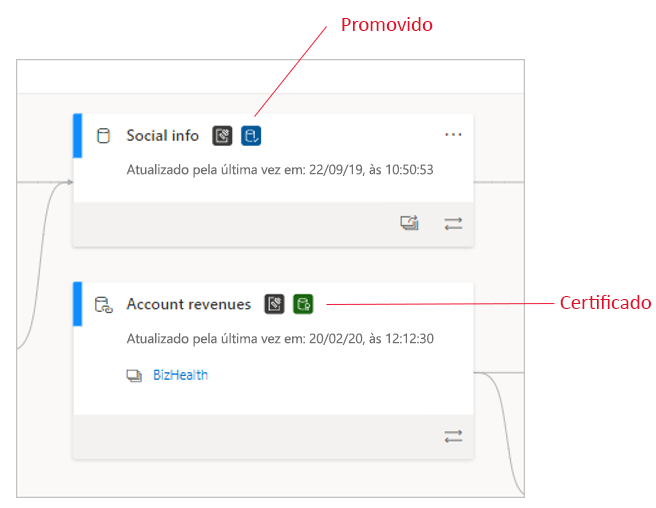 Promovido
Social info
Atualizado pela última vez em: 22/09/19, às 10:50:53
Account revenues
Certificado
Atualizado pela última vez em: 20/02/20, às 12:12:30
BizHealth